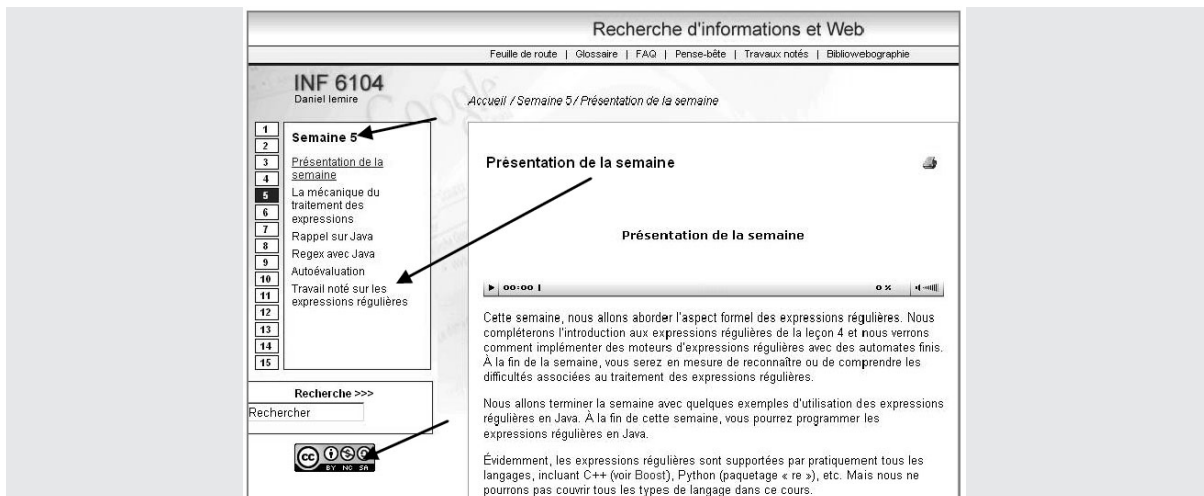 Recherche d'informations et Web
Feuille de route | Glossaire | FAQ | Pense-bête | Travaux notés | Bibliowebographie
INF 6104
Daniel lemire
Accueil / Semaine 5 / Présentation de la semaine
1
2
3
4
5
6
7
8
9
10
11
12
13
14
15
Semaine 5
Présentation de la
semaine
La mécanique du
traitement des
expressions
Rappel sur Java
Regex avec Java
Autoévaluation
Travail noté sur les
expressions régulières
Recherche >>>
Rechercher
cc
BY NC SA
Présentation de la semaine
Présentation de la semaine
00:00
0 %
Cette semaine, nous allons aborder l'aspect formel des expressions régulières. Nous
compléterons l'introduction aux expressions régulières de la leçon 4 et nous verrons
comment implémenter des moteurs d'expressions régulières avec des automates finis.
À la fin de la semaine, vous serez en mesure de reconnaître ou de comprendre les
difficultés associées au traitement des expressions régulières.
Nous allons terminer la semaine avec quelques exemples d'utilisation des expressions
régulières en Java. À la fin de cette semaine, vous pourrez programmer les
expressions régulières en Java.
Évidemment, les expressions régulières sont supportées par pratiquement tous les
langages, incluant C++ (voir Boost), Python (paquetage « re »), etc. Mais nous ne
pourrons pas couvrir tous les types de langage dans ce cours.